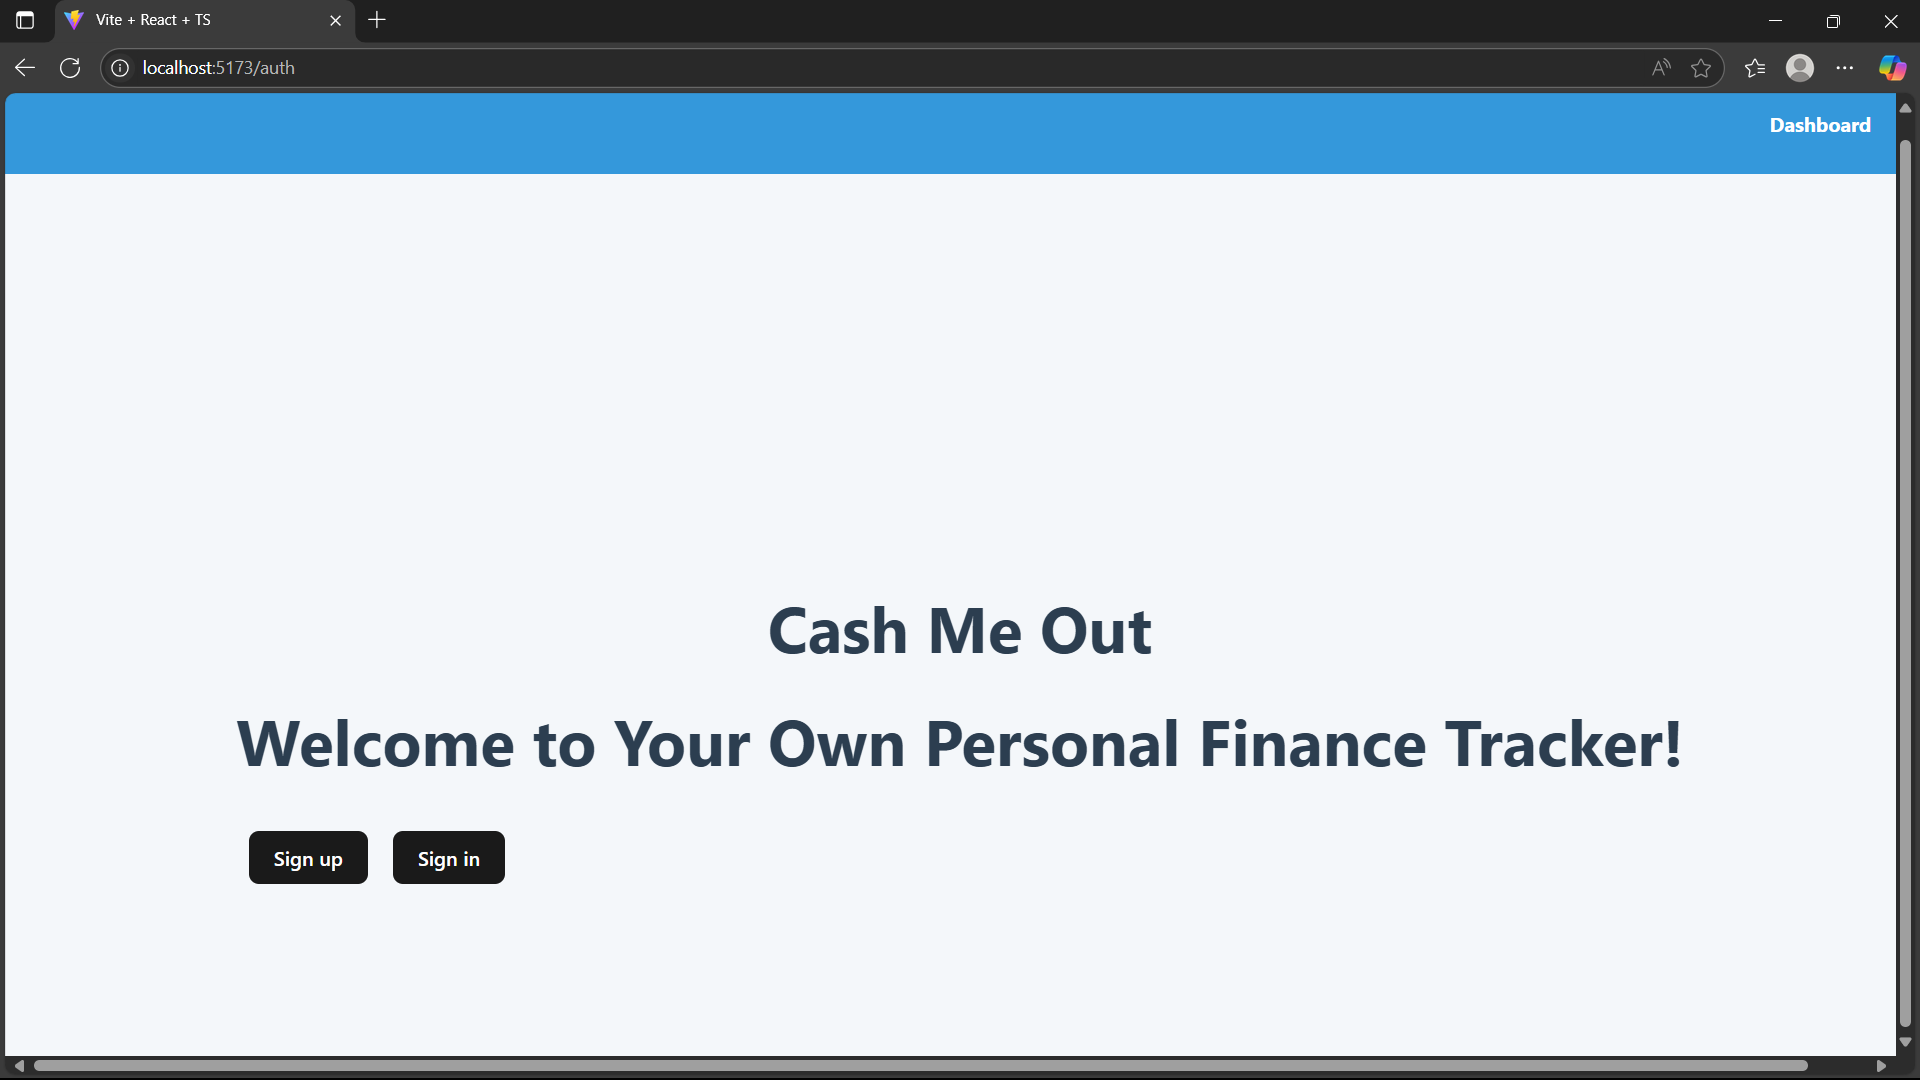 Vite + React + TS
localhost:5173/auth
Dashboard
Cash Me Out
Welcome to Your Own Personal Finance Tracker!
Sign up
Sign in